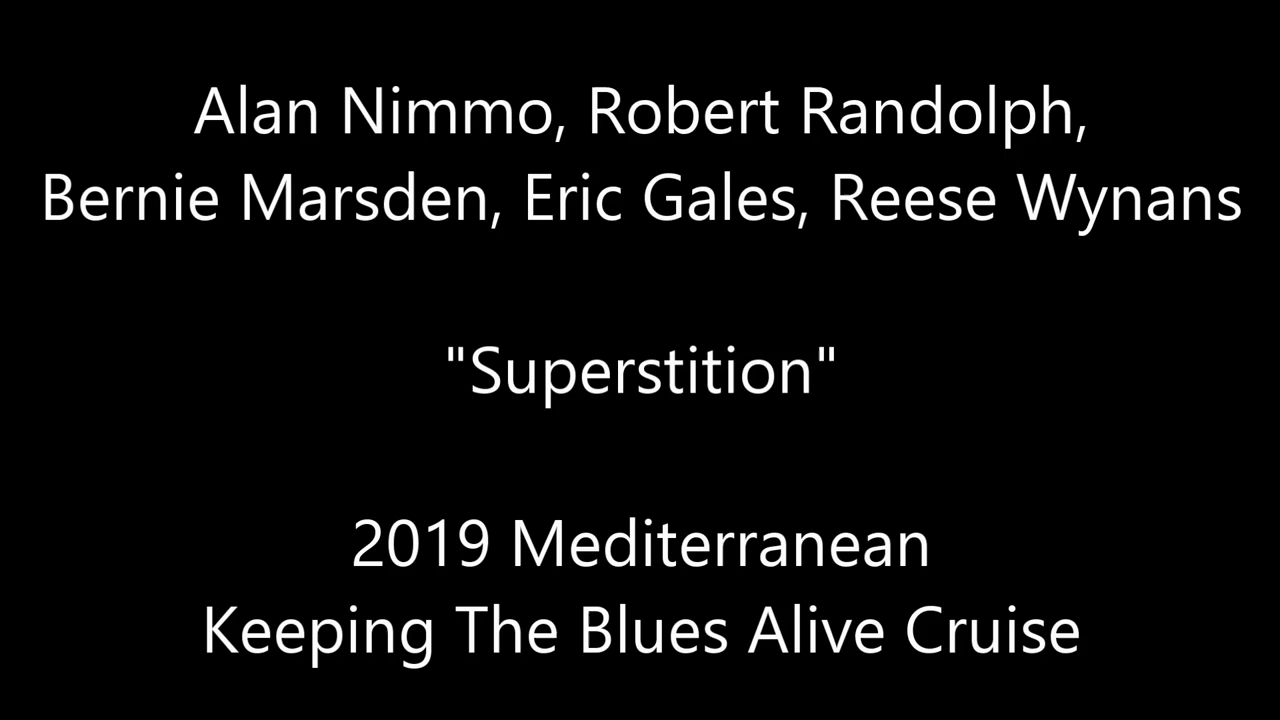 Alan Nimmo, Robert Randolph,
Bernie Marsden, Eric Gales, Reese Wynans
"Superstition"
2019 Mediterranean
Keeping The Blues Alive Cruise